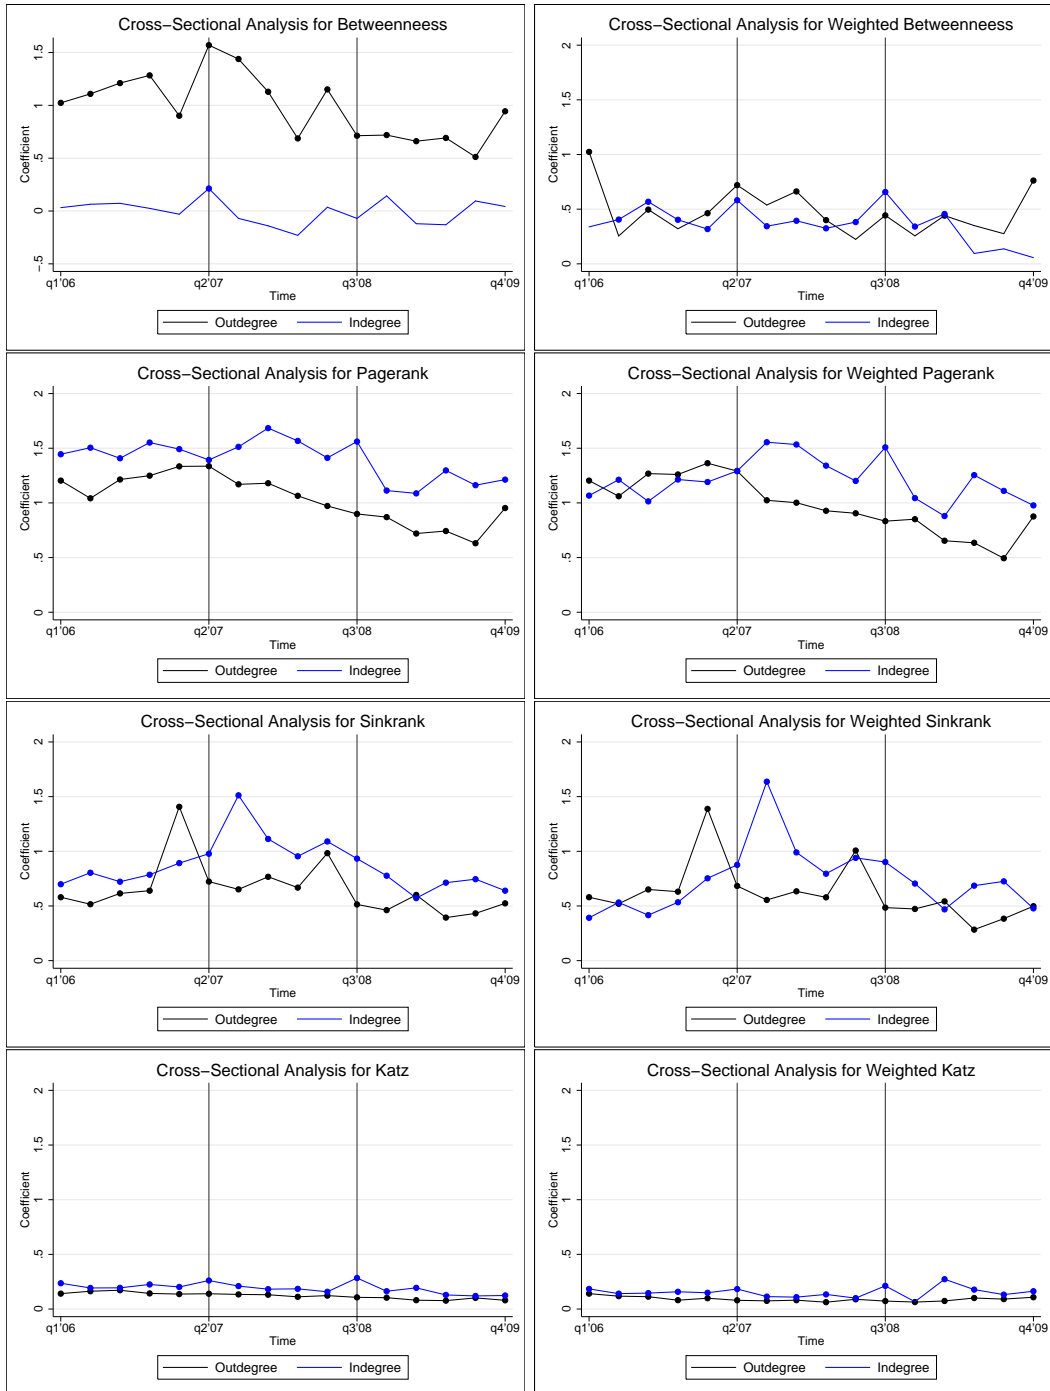 Cross−Sectional Analysis for Betweenneess
Coefficient
−.5 0 .5 1 1.5
q1'06 q2'07 q3'08 q4'09
Time
Outdegree Indegree
Cross−Sectional Analysis for Weighted Betweenneess
Coefficient
0 .5 1 1.5 2
q1'06 q2'07 q3'08 q4'09
Time
Outdegree Indegree
Cross−Sectional Analysis for Pagerank
Coefficient
0 .5 1 1.5 2
q1'06 q2'07 q3'08 q4'09
Time
Outdegree Indegree
Cross−Sectional Analysis for Weighted Pagerank
Coefficient
0 .5 1 1.5 2
q1'06 q2'07 q3'08 q4'09
Time
Outdegree Indegree
Cross−Sectional Analysis for Sinkrank
Coefficient
0 .5 1 1.5 2
q1'06 q2'07 q3'08 q4'09
Time
Outdegree Indegree
Cross−Sectional Analysis for Weighted Sinkrank
Coefficient
0 .5 1 1.5 2
q1'06 q2'07 q3'08 q4'09
Time
Outdegree Indegree
Cross−Sectional Analysis for Katz
Coefficient
0 .5 1 1.5 2
q1'06 q2'07 q3'08 q4'09
Time
Outdegree Indegree
Cross−Sectional Analysis for Weighted Katz
Coefficient
0 .5 1 1.5 2
q1'06 q2'07 q3'08 q4'09
Time
Outdegree Indegree